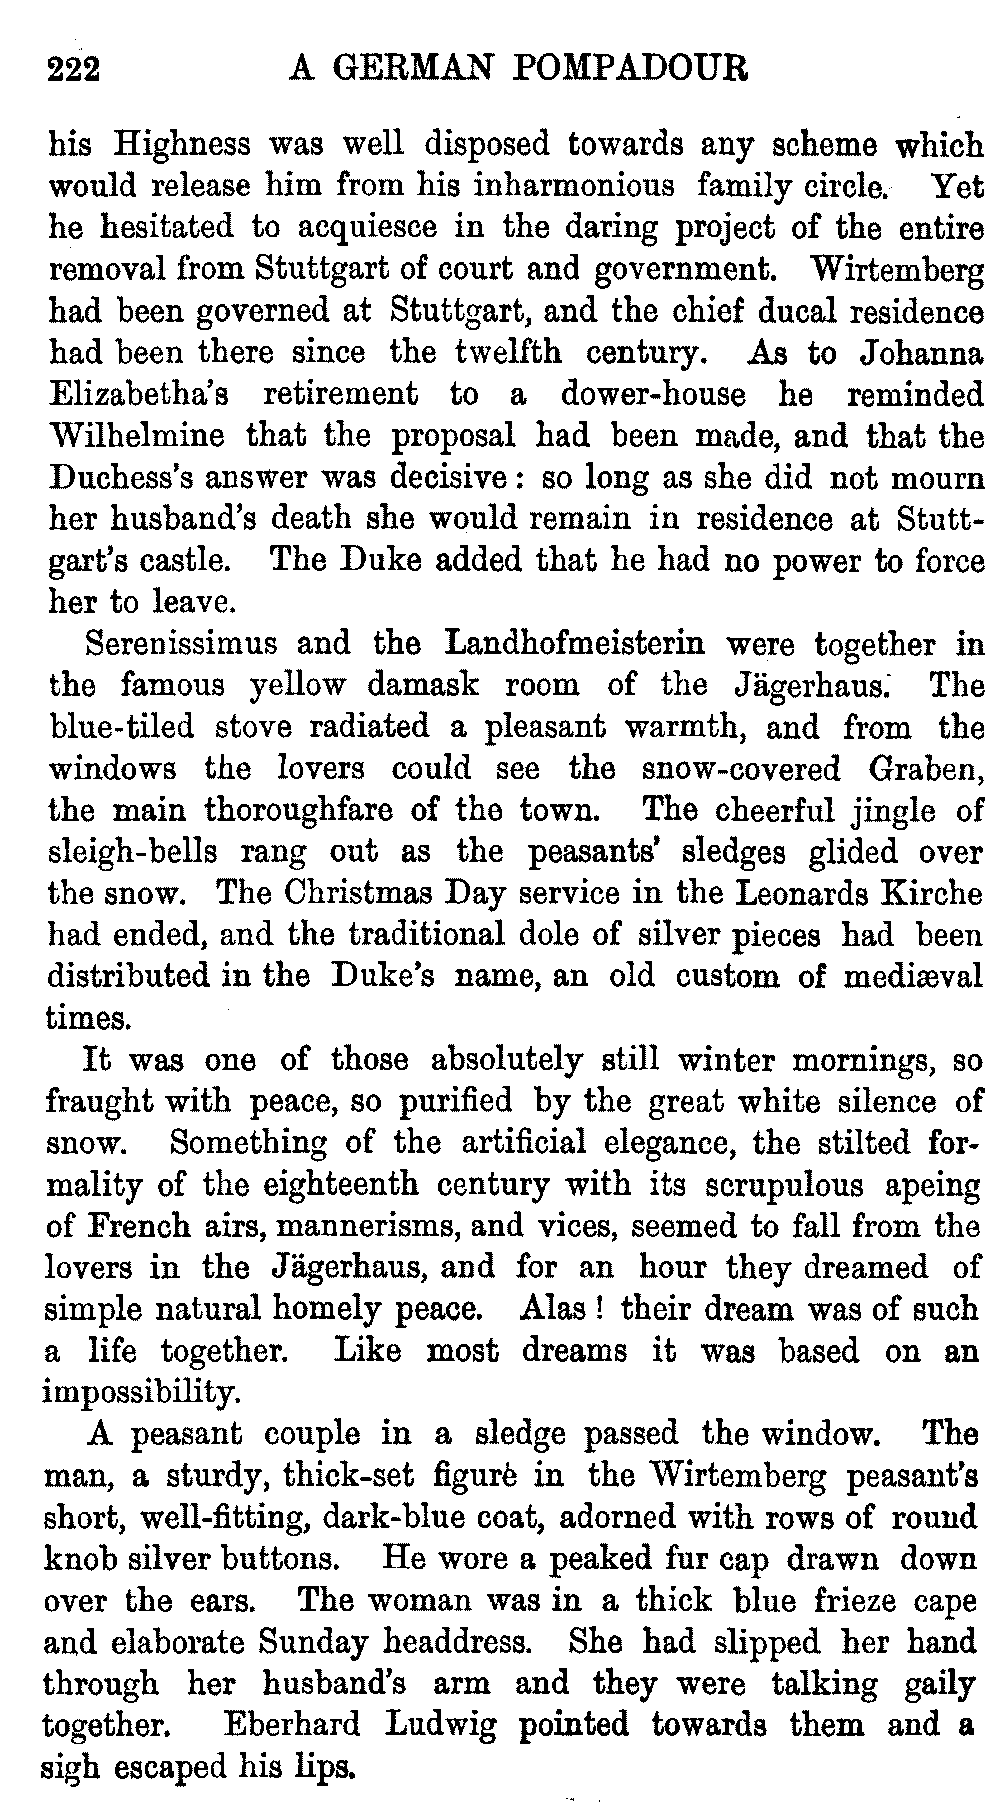 222 A GERMAN POMPADOUR
his Highness was well disposed towards any scheme which
would release him from his inharmonious family circle. Yet
he hesitated to acquiesce in the daring project of the entire
removal from Stuttgart of court and government. Wirtemberg
had been governed at Stuttgart, and the chief ducal residence
had been there since the twelfth century. As to Johanna
Elizabetha's retirement to a dower-house he reminded
Wilhelmine that the proposal had been made, and that the
Duchess's answer was decisive: so long as she did not mourn
her husband's death she would remain in residence at Stutt-
gart's castle. The Duke added that he had no power to force
her to leave.
Serenissimus and the Landhofmeisterin were together in
the famous yellow damask room of the Jägerhaus. The
blue-tiled stove radiated a pleasant warmth, and from the
windows the lovers could see the snow-covered Graben,
the main thoroughfare of the town. The cheerful jingle of
sleigh-bells rang out as the peasants' sledges glided over
the snow. The Christmas Day service in the Leonards Kirche
had ended, and the traditional dole of silver pieces had been
distributed in the Duke's name, an old custom of mediæval
times.
It was one of those absolutely still winter mornings, so
fraught with peace, so purified by the great white silence of
snow. Something of the artificial elegance, the stilted for-
mality of the eighteenth century with its scrupulous apeing
of French airs, mannerisms, and vices, seemed to fall from the
lovers in the Jägerhaus, and for an hour they dreamed of
simple natural homely peace. Alas! their dream was of such
a life together. Like most dreams it was based on an
impossibility.
A peasant couple in a sledge passed the window. The
man, a sturdy, thick-set figure in the Wirtemberg peasant's
short, well-fitting, dark-blue coat, adorned with rows of round
knob silver buttons. He wore a peaked fur cap drawn down
over the ears. The woman was in a thick blue frieze cape
and elaborate Sunday headdress. She had slipped her hand
through her husband's arm and they were talking gaily
together. Eberhard Ludwig pointed towards them and a
sigh escaped his lips.